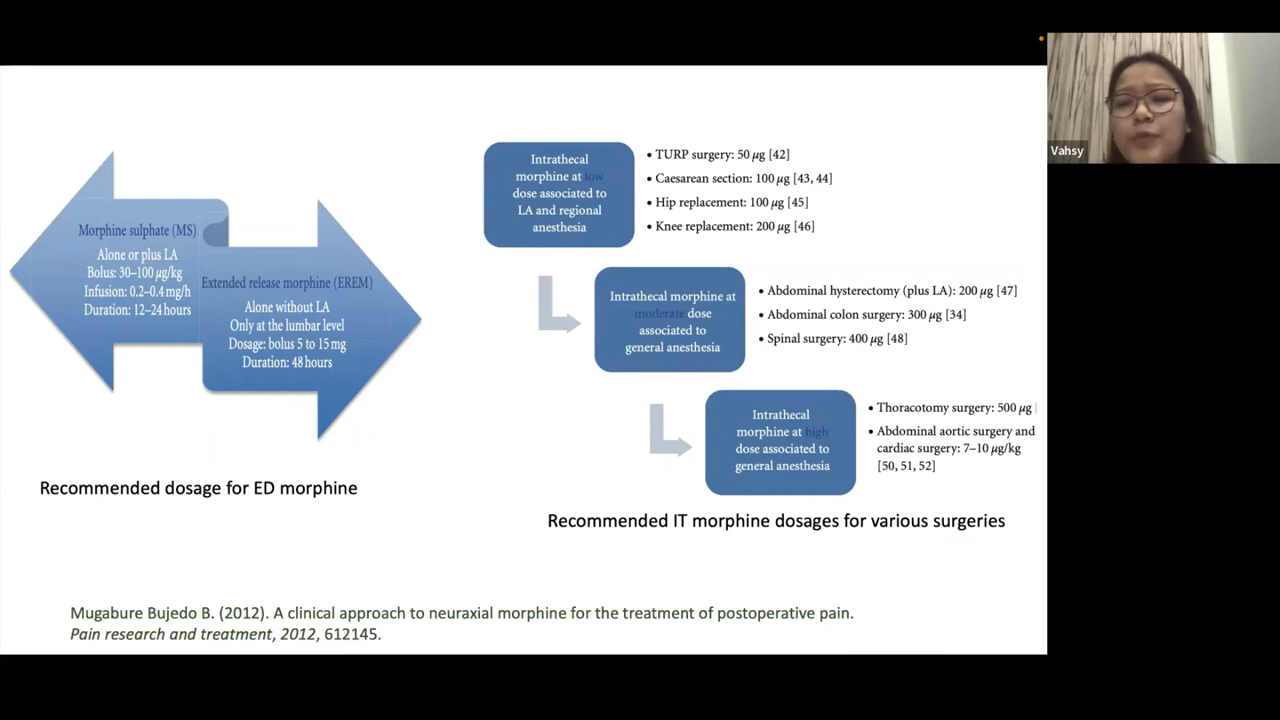 Morphine sulphate (MS)
Alone or plus LA
Bolus: 30–100 μg/kg
Infusion: 0.2–0.4 mg/h
Duration: 12–24 hours
Extended release morphine (EREM)
Alone without LA
Only at the lumbar level
Dosage: bolus 5 to 15 mg
Duration: 48 hours
Recommended dosage for ED morphine
Intrathecal
morphine at low
dose associated to
LA and regional
anesthesia
• TURP surgery: 50 μg [42]
• Caesarean section: 100 μg [43, 44]
• Hip replacement: 100 μg [45]
• Knee replacement: 200 μg [46]
Intrathecal morphine at
moderate dose
associated to
general anesthesia
• Abdominal hysterectomy (plus LA): 200 μg [47]
• Abdominal colon surgery: 300 μg [34]
• Spinal surgery: 400 μg [48]
Intrathecal
morphine at high
dose associated to
general anesthesia
• Thoracotomy surgery: 500 μg
• Abdominal aortic surgery and
cardiac surgery: 7–10 μg/kg
[50, 51, 52]
Recommended IT morphine dosages for various surgeries
Mugabure Bujedo B. (2012). A clinical approach to neuraxial morphine for the treatment of postoperative pain.
Pain research and treatment, 2012, 612145.
Vahsy